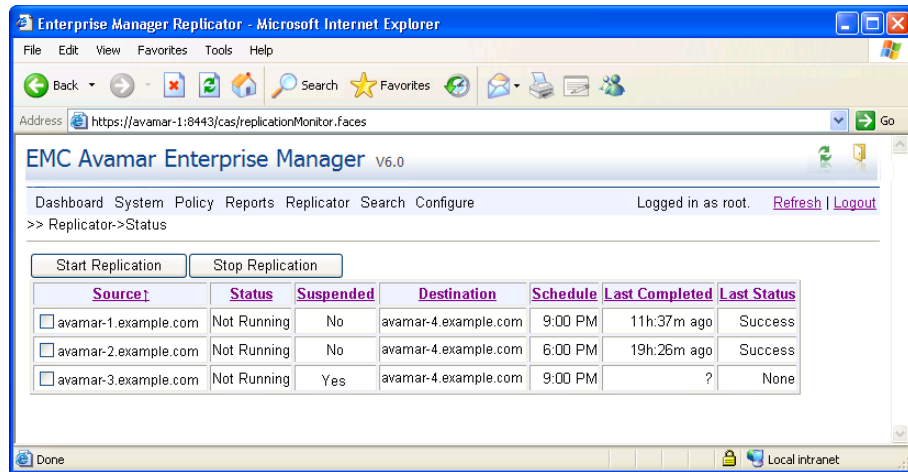 Enterprise Manager Replicator - Microsoft Internet Explorer
File Edit View Favorites Tools Help
Back Search Favorites
Address https://avamar-1:8443/cas/replicationMonitor.faces Go
EMC Avamar Enterprise Manager V6.0
Dashboard System Policy Reports Replicator Search Configure Logged in as root. Refresh | Logout
>> Replicator->Status
Start Replication Stop Replication
Source↑ Status Suspended Destination Schedule Last Completed Last Status
avamar-1.example.com Not Running No avamar-4.example.com 9:00 PM 11h:37m ago Success
avamar-2.example.com Not Running No avamar-4.example.com 6:00 PM 19h:26m ago Success
avamar-3.example.com Not Running Yes avamar-4.example.com 9:00 PM ? None
Done Local intranet